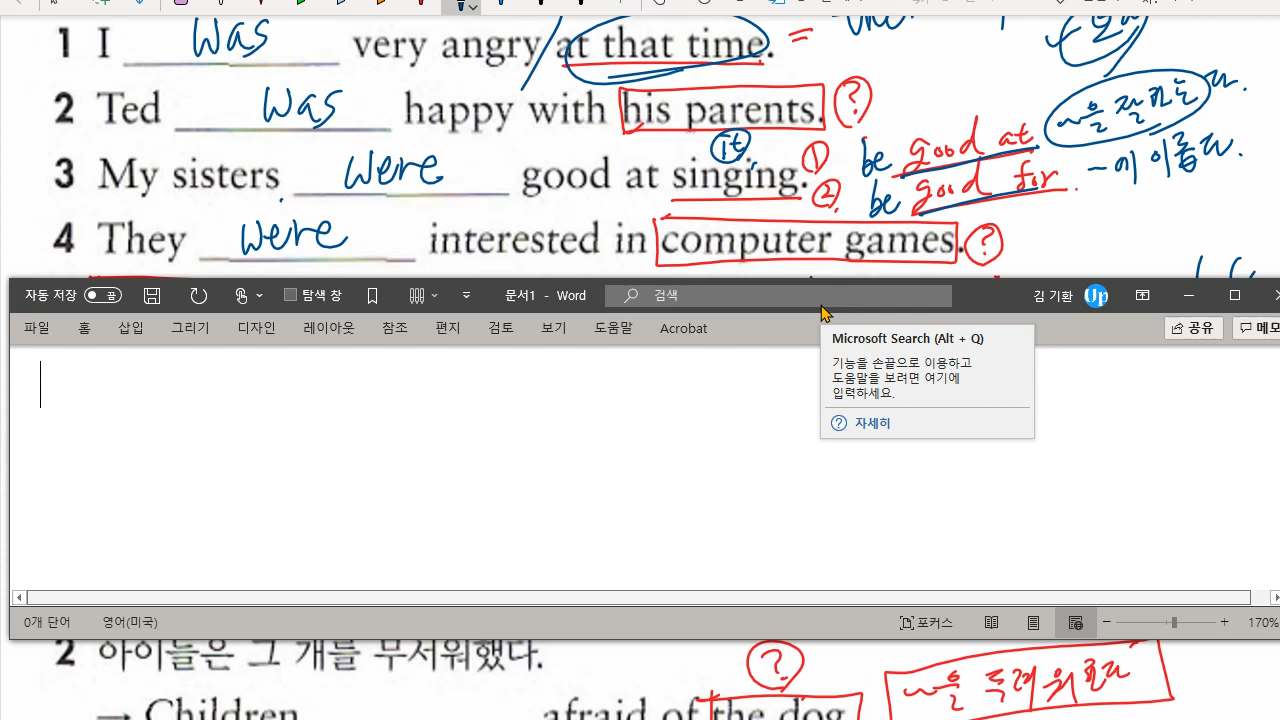 1 I was very angry at that time. =
2 Ted was happy with his parents. ?
~을 잘하는 다.
it
3 My sisters were good at singing. ① be good at
② be good for ~에 이롭다.
4 They were interested in computer games. ?
자동 저장 끔 탐색 창 문서1 - Word 검색 김 기환 Up
파일 홈 삽입 그리기 디자인 레이아웃 참조 편지 검토 보기 도움말 Acrobat 공유 메모
Microsoft Search (Alt + Q)
기능을 손끝으로 이용하고
도움말을 보려면 여기에
입력하세요.
? 자세히
0개 단어 영어(미국) 포커스 170%
2 아이들은 그 개를 무서워했다.
? ~을 두려워하다
→ Children afraid of the dog